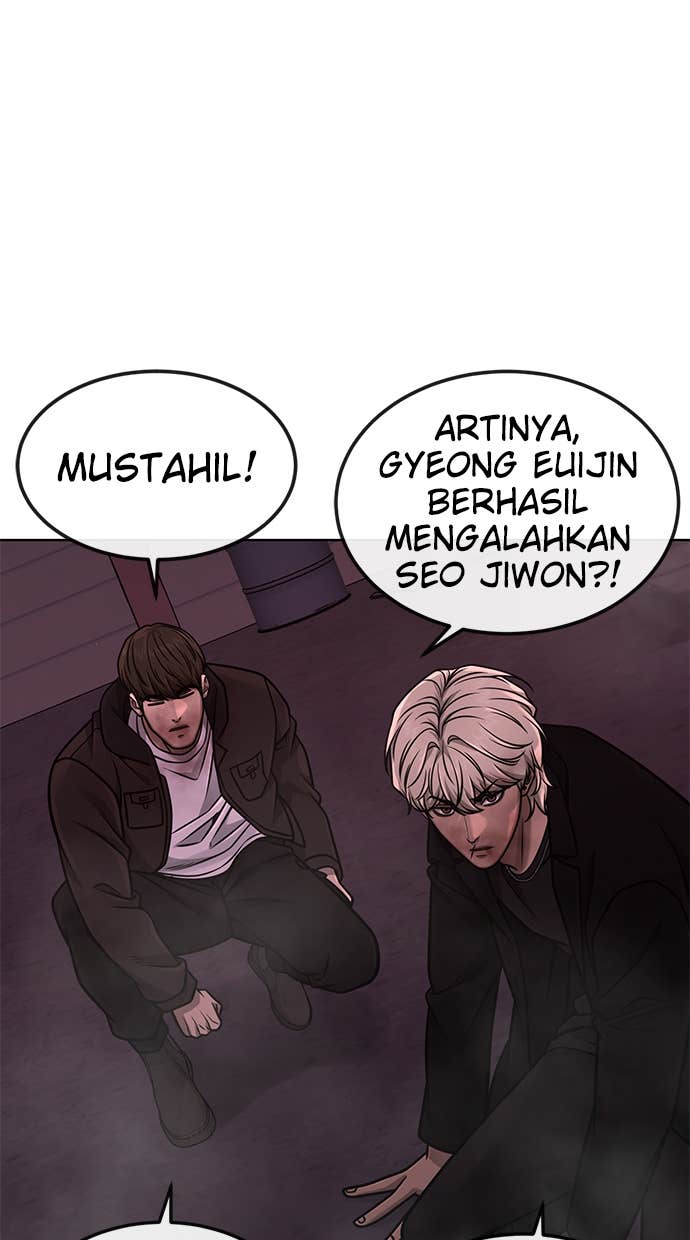 MUSTAHIL!
ARTINYA,
GYEONG EUIJIN
BERHASIL
MENGALAHKAN
SEO JIWON?!